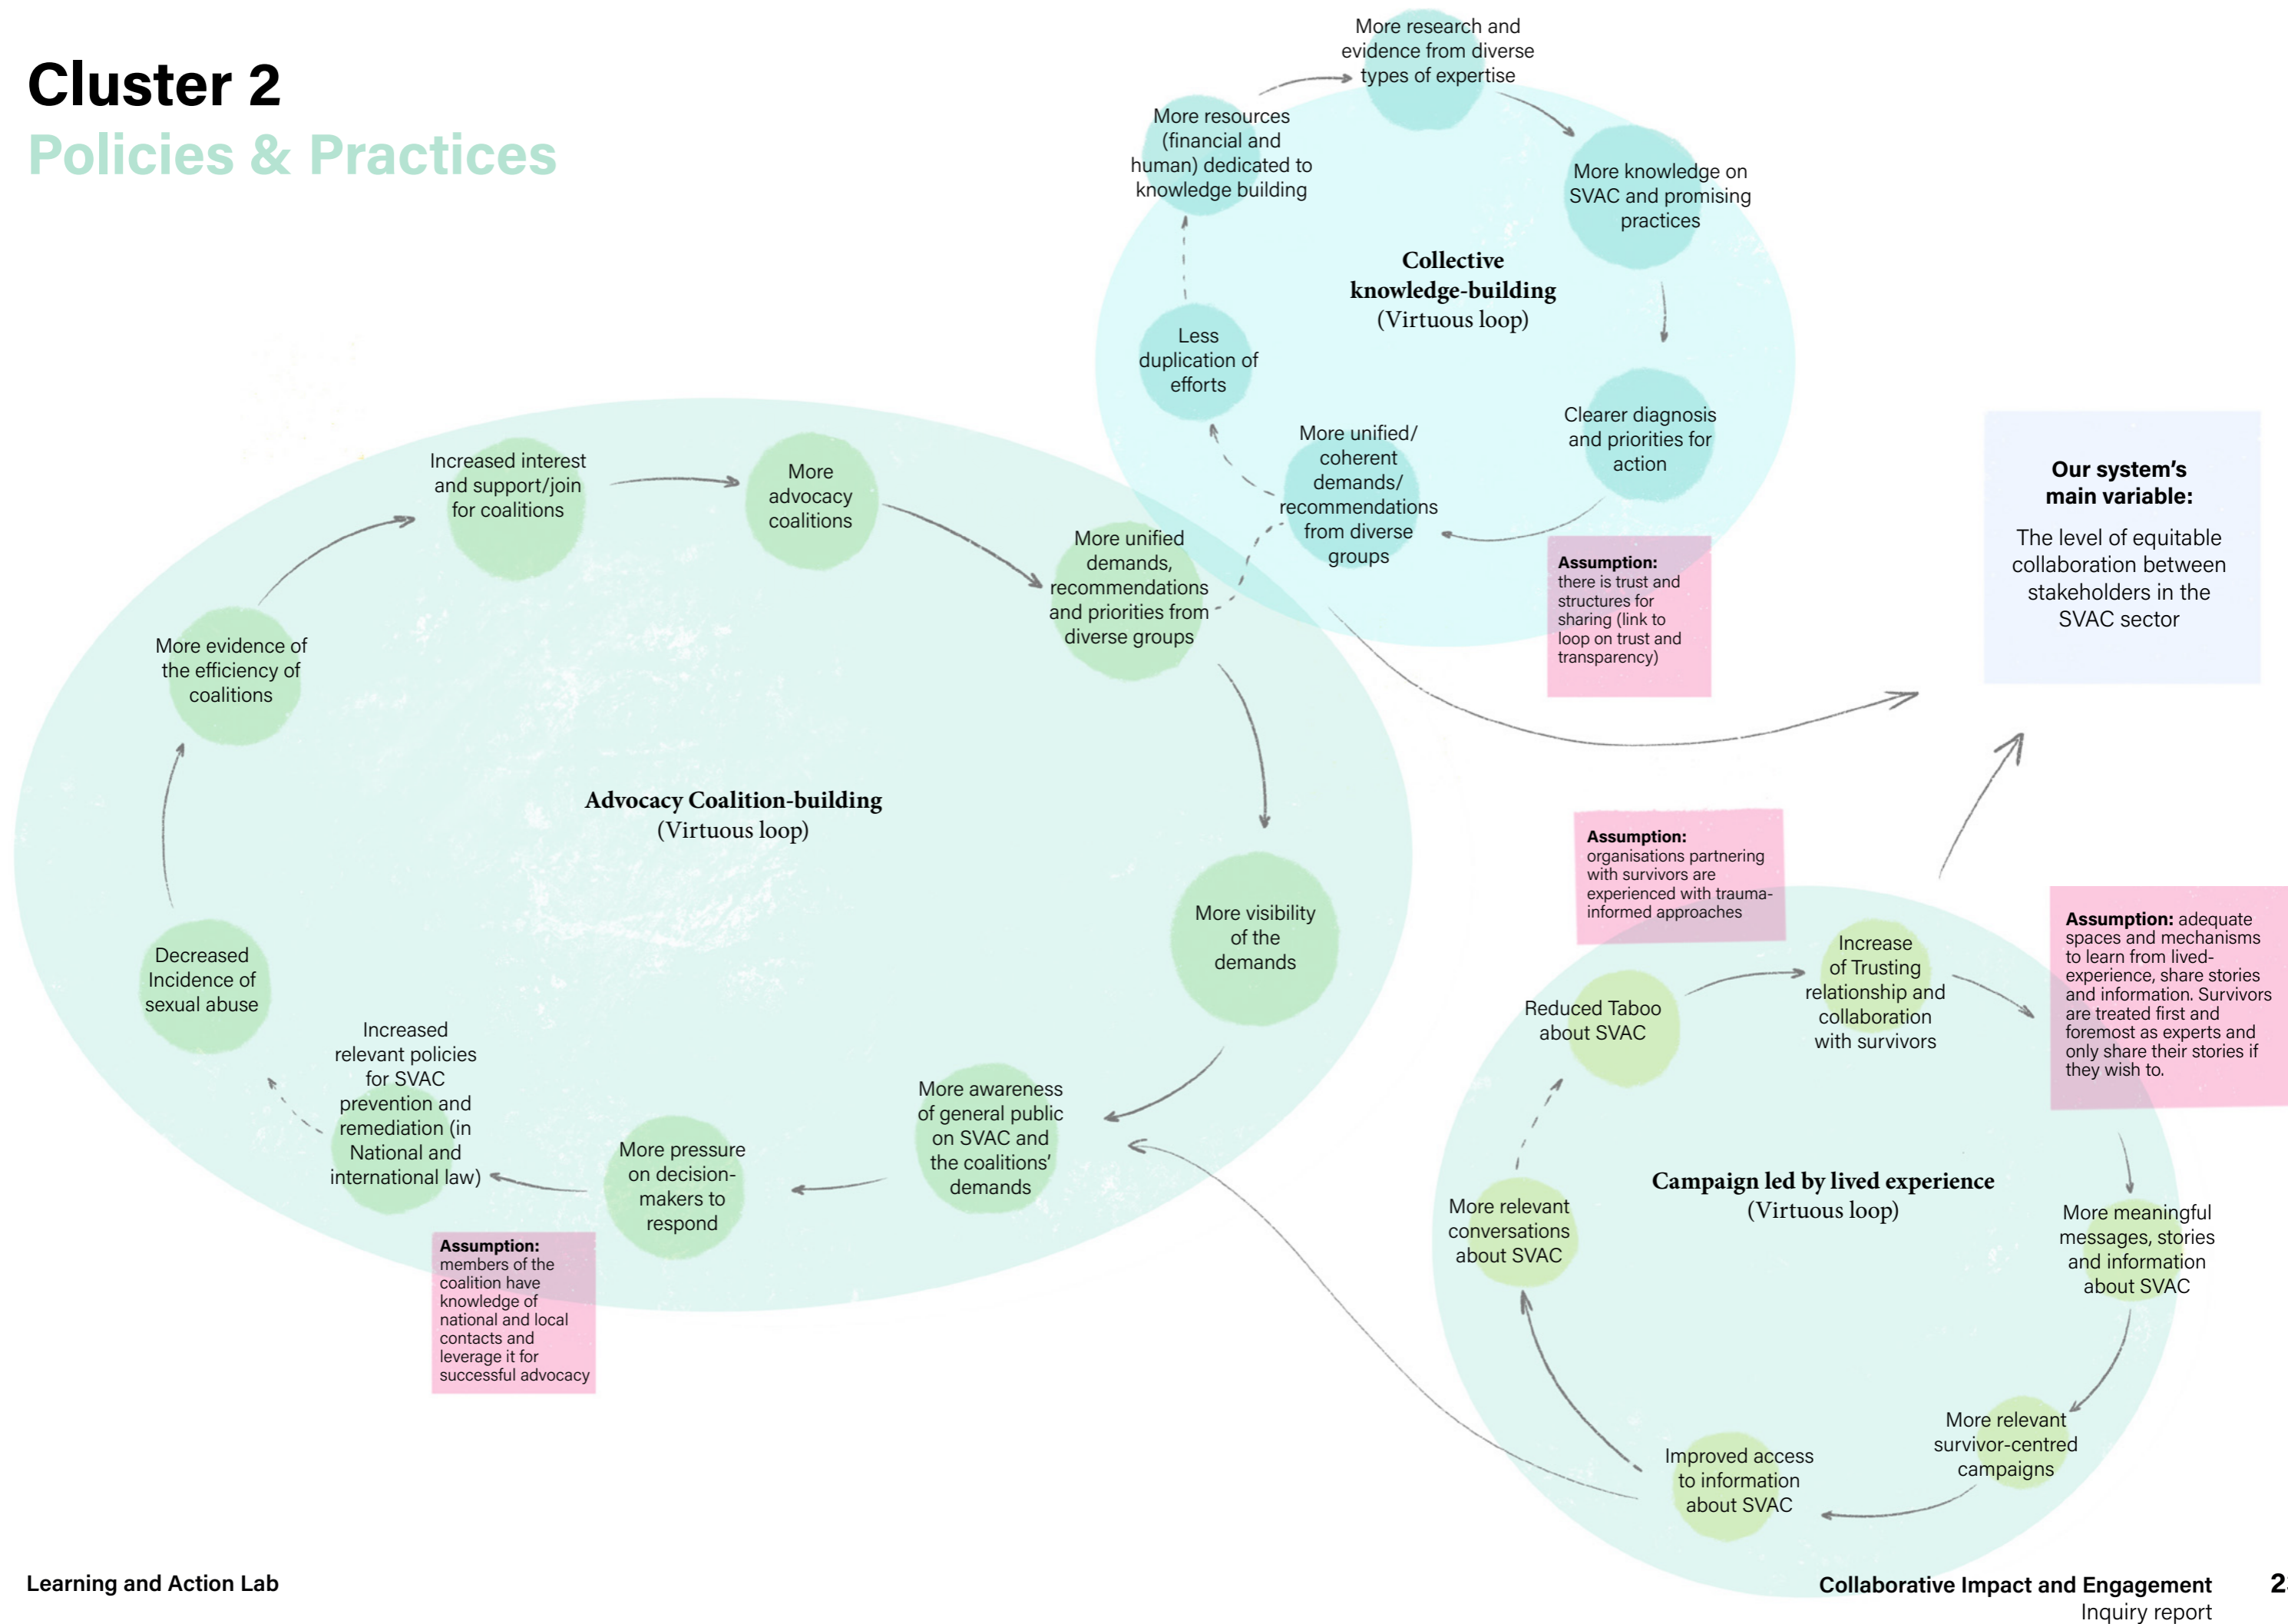 Cluster 2
Policies & Practices
More research and
evidence from diverse
types of expertise
More resources
(financial and
human) dedicated to
knowledge building
More knowledge on
SVAC and promising
practices
Collective
knowledge-building
(Virtuous loop)
Less
duplication of
efforts
Clearer diagnosis
and priorities for
action
More unified/
coherent
demands/
recommendations
from diverse
groups
Assumption:
there is trust and
structures for
sharing (link to
loop on trust and
transparency)
Our system's
main variable:
The level of equitable
collaboration between
stakeholders in the
SVAC sector
Increased interest
and support/join
for coalitions
More
advocacy
coalitions
More unified
demands,
recommendations
and priorities from
diverse groups
More evidence of
the efficiency of
coalitions
Advocacy Coalition-building
(Virtuous loop)
More visibility
of the
demands
Decreased
Incidence of
sexual abuse
Increased
relevant policies
for SVAC
prevention and
remediation (in
National and
international law)
More pressure
on decision-
makers to
respond
More awareness
of general public
on SVAC and
the coalitions'
demands
Assumption:
members of the
coalition have
knowledge of
national and local
contacts and
leverage it for
successful advocacy
Assumption:
organisations partnering
with survivors are
experienced with trauma-
informed approaches
Assumption: adequate
spaces and mechanisms
to learn from lived-
experience, share stories
and information. Survivors
are treated first and
foremost as experts and
only share their stories if
they wish to.
Reduced Taboo
about SVAC
Increase
of Trusting
relationship and
collaboration
with survivors
Campaign led by lived experience
(Virtuous loop)
More relevant
conversations
about SVAC
More meaningful
messages, stories
and information
about SVAC
More relevant
survivor-centred
campaigns
Improved access
to information
about SVAC
Learning and Action Lab
Collaborative Impact and Engagement
Inquiry report